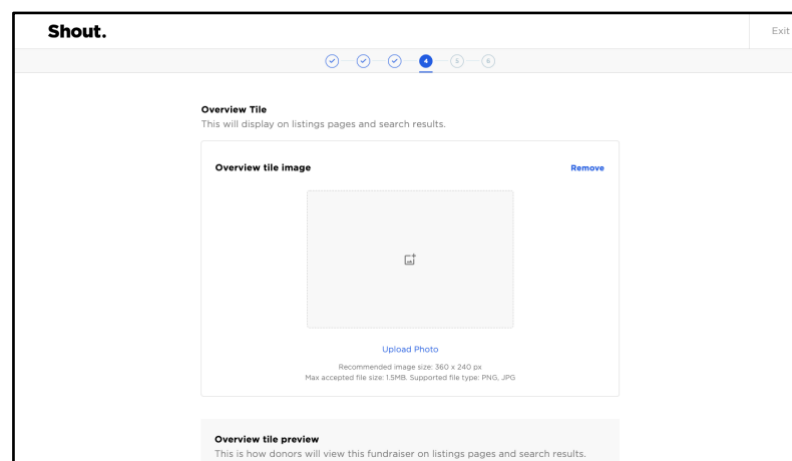 Shout.
Exit
4
5
6
Overview Tile
This will display on listings pages and search results.
Overview tile image
Remove
Upload Photo
Recommended image size: 360 x 240 px
Max accepted file size: 1.5MB. Supported file type: PNG, JPG
Overview tile preview
This is how donors will view this fundraiser on listings pages and search results.